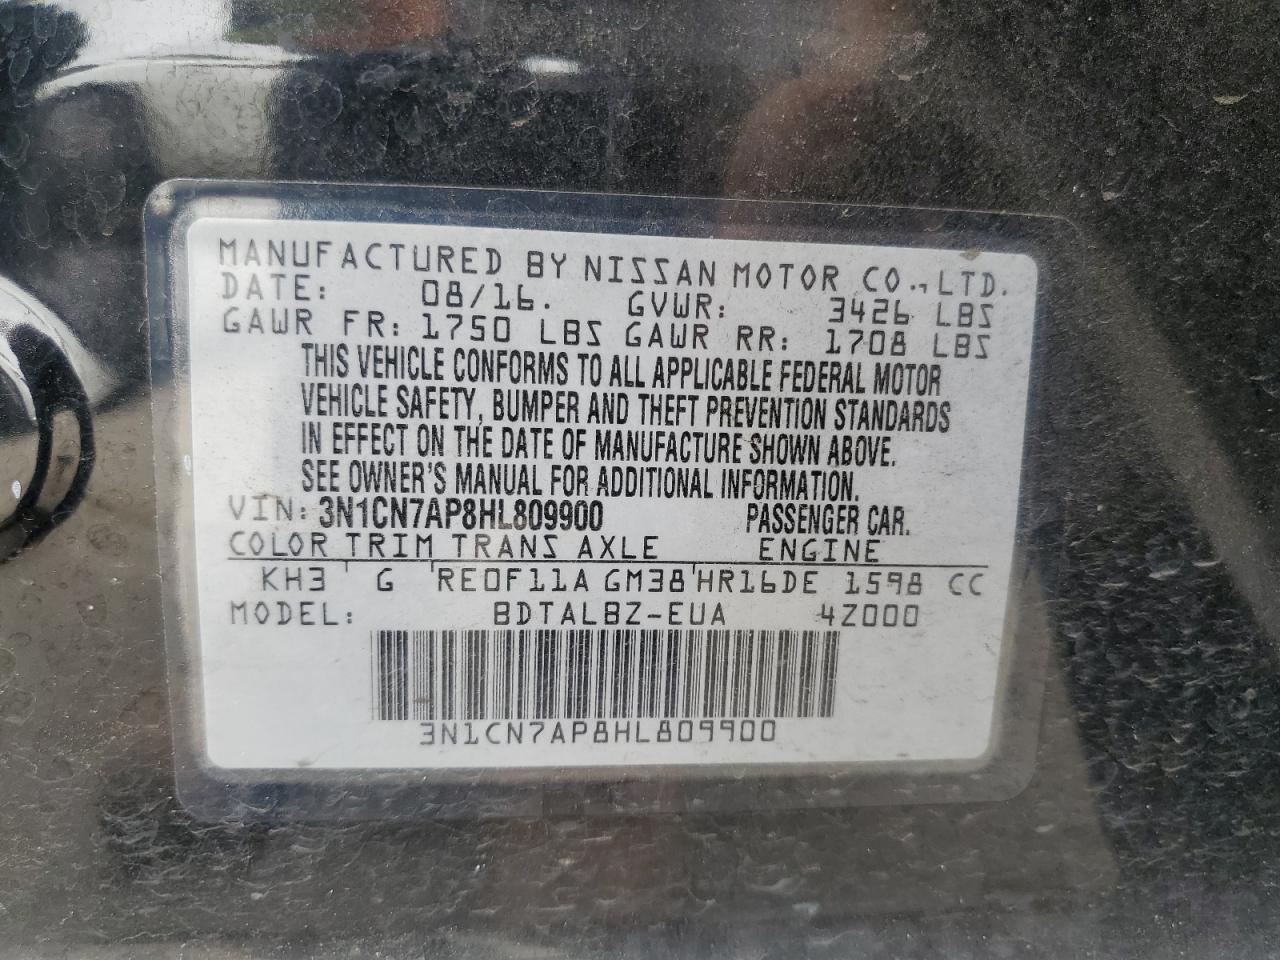 MANUFACTURED BY NISSAN MOTOR CO., LTD.
DATE: 08/16. GVWR: 3426 LBS
GAWR FR: 1750 LBS GAWR RR: 1708 LBS
THIS VEHICLE CONFORMS TO ALL APPLICABLE FEDERAL MOTOR
VEHICLE SAFETY, BUMPER AND THEFT PREVENTION STANDARDS
IN EFFECT ON THE DATE OF MANUFACTURE SHOWN ABOVE.
SEE OWNER'S MANUAL FOR ADDITIONAL INFORMATION.
VIN: 3N1CN7AP8HL809900 PASSENGER CAR.
COLOR TRIM TRANS AXLE ENGINE
KH3 G RE0F11A GM38 HR16DE 1598 CC
MODEL: BDTALBZ-EUA 4Z000
3N1CN7AP8HL809900